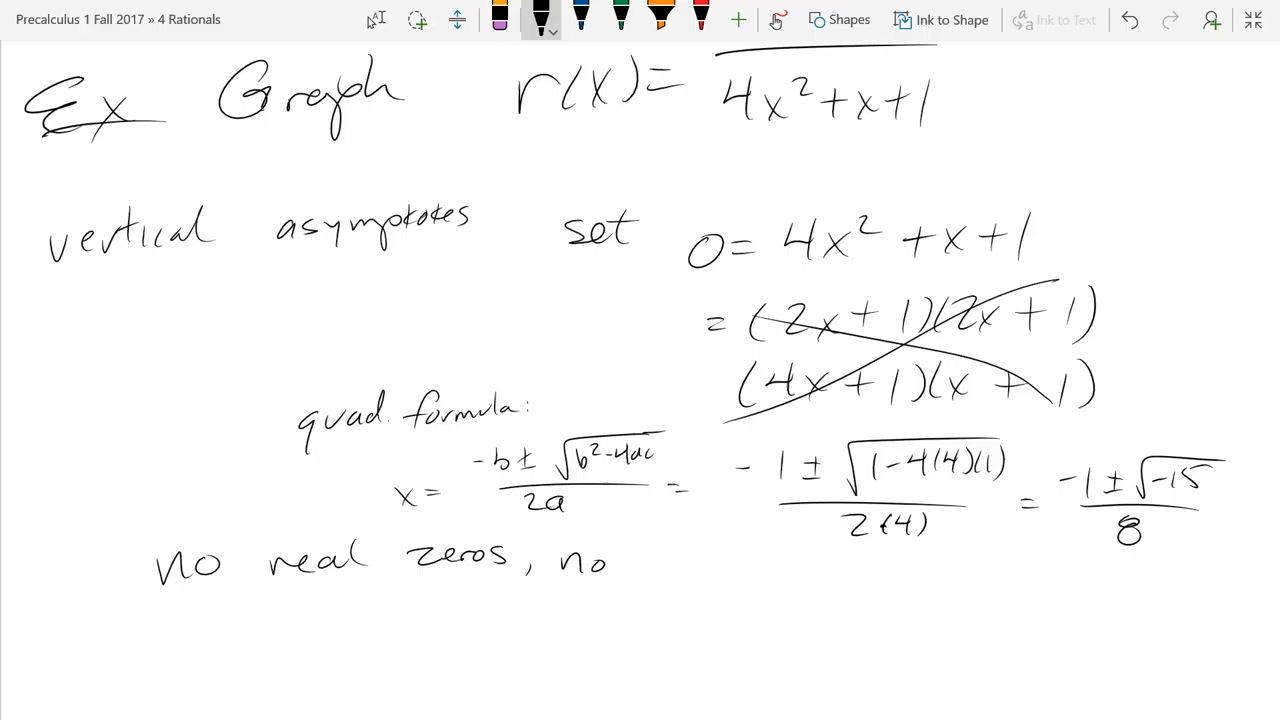 Precalculus 1 Fall 2017 » 4 Rationals
Shapes Ink to Shape Ink to Text
Ex Graph r(x) = 4x² + x + 1
vertical asymptotes set 0 = 4x² + x + 1
= (2x + 1)(2x + 1)
(4x + 1)(x + 1)
quad. formula:
x = -b ± √(b² - 4ac) / 2a = -1 ± √(1 - 4(4)(1)) / 2(4) = -1 ± √-15 / 8
no real zeros, no